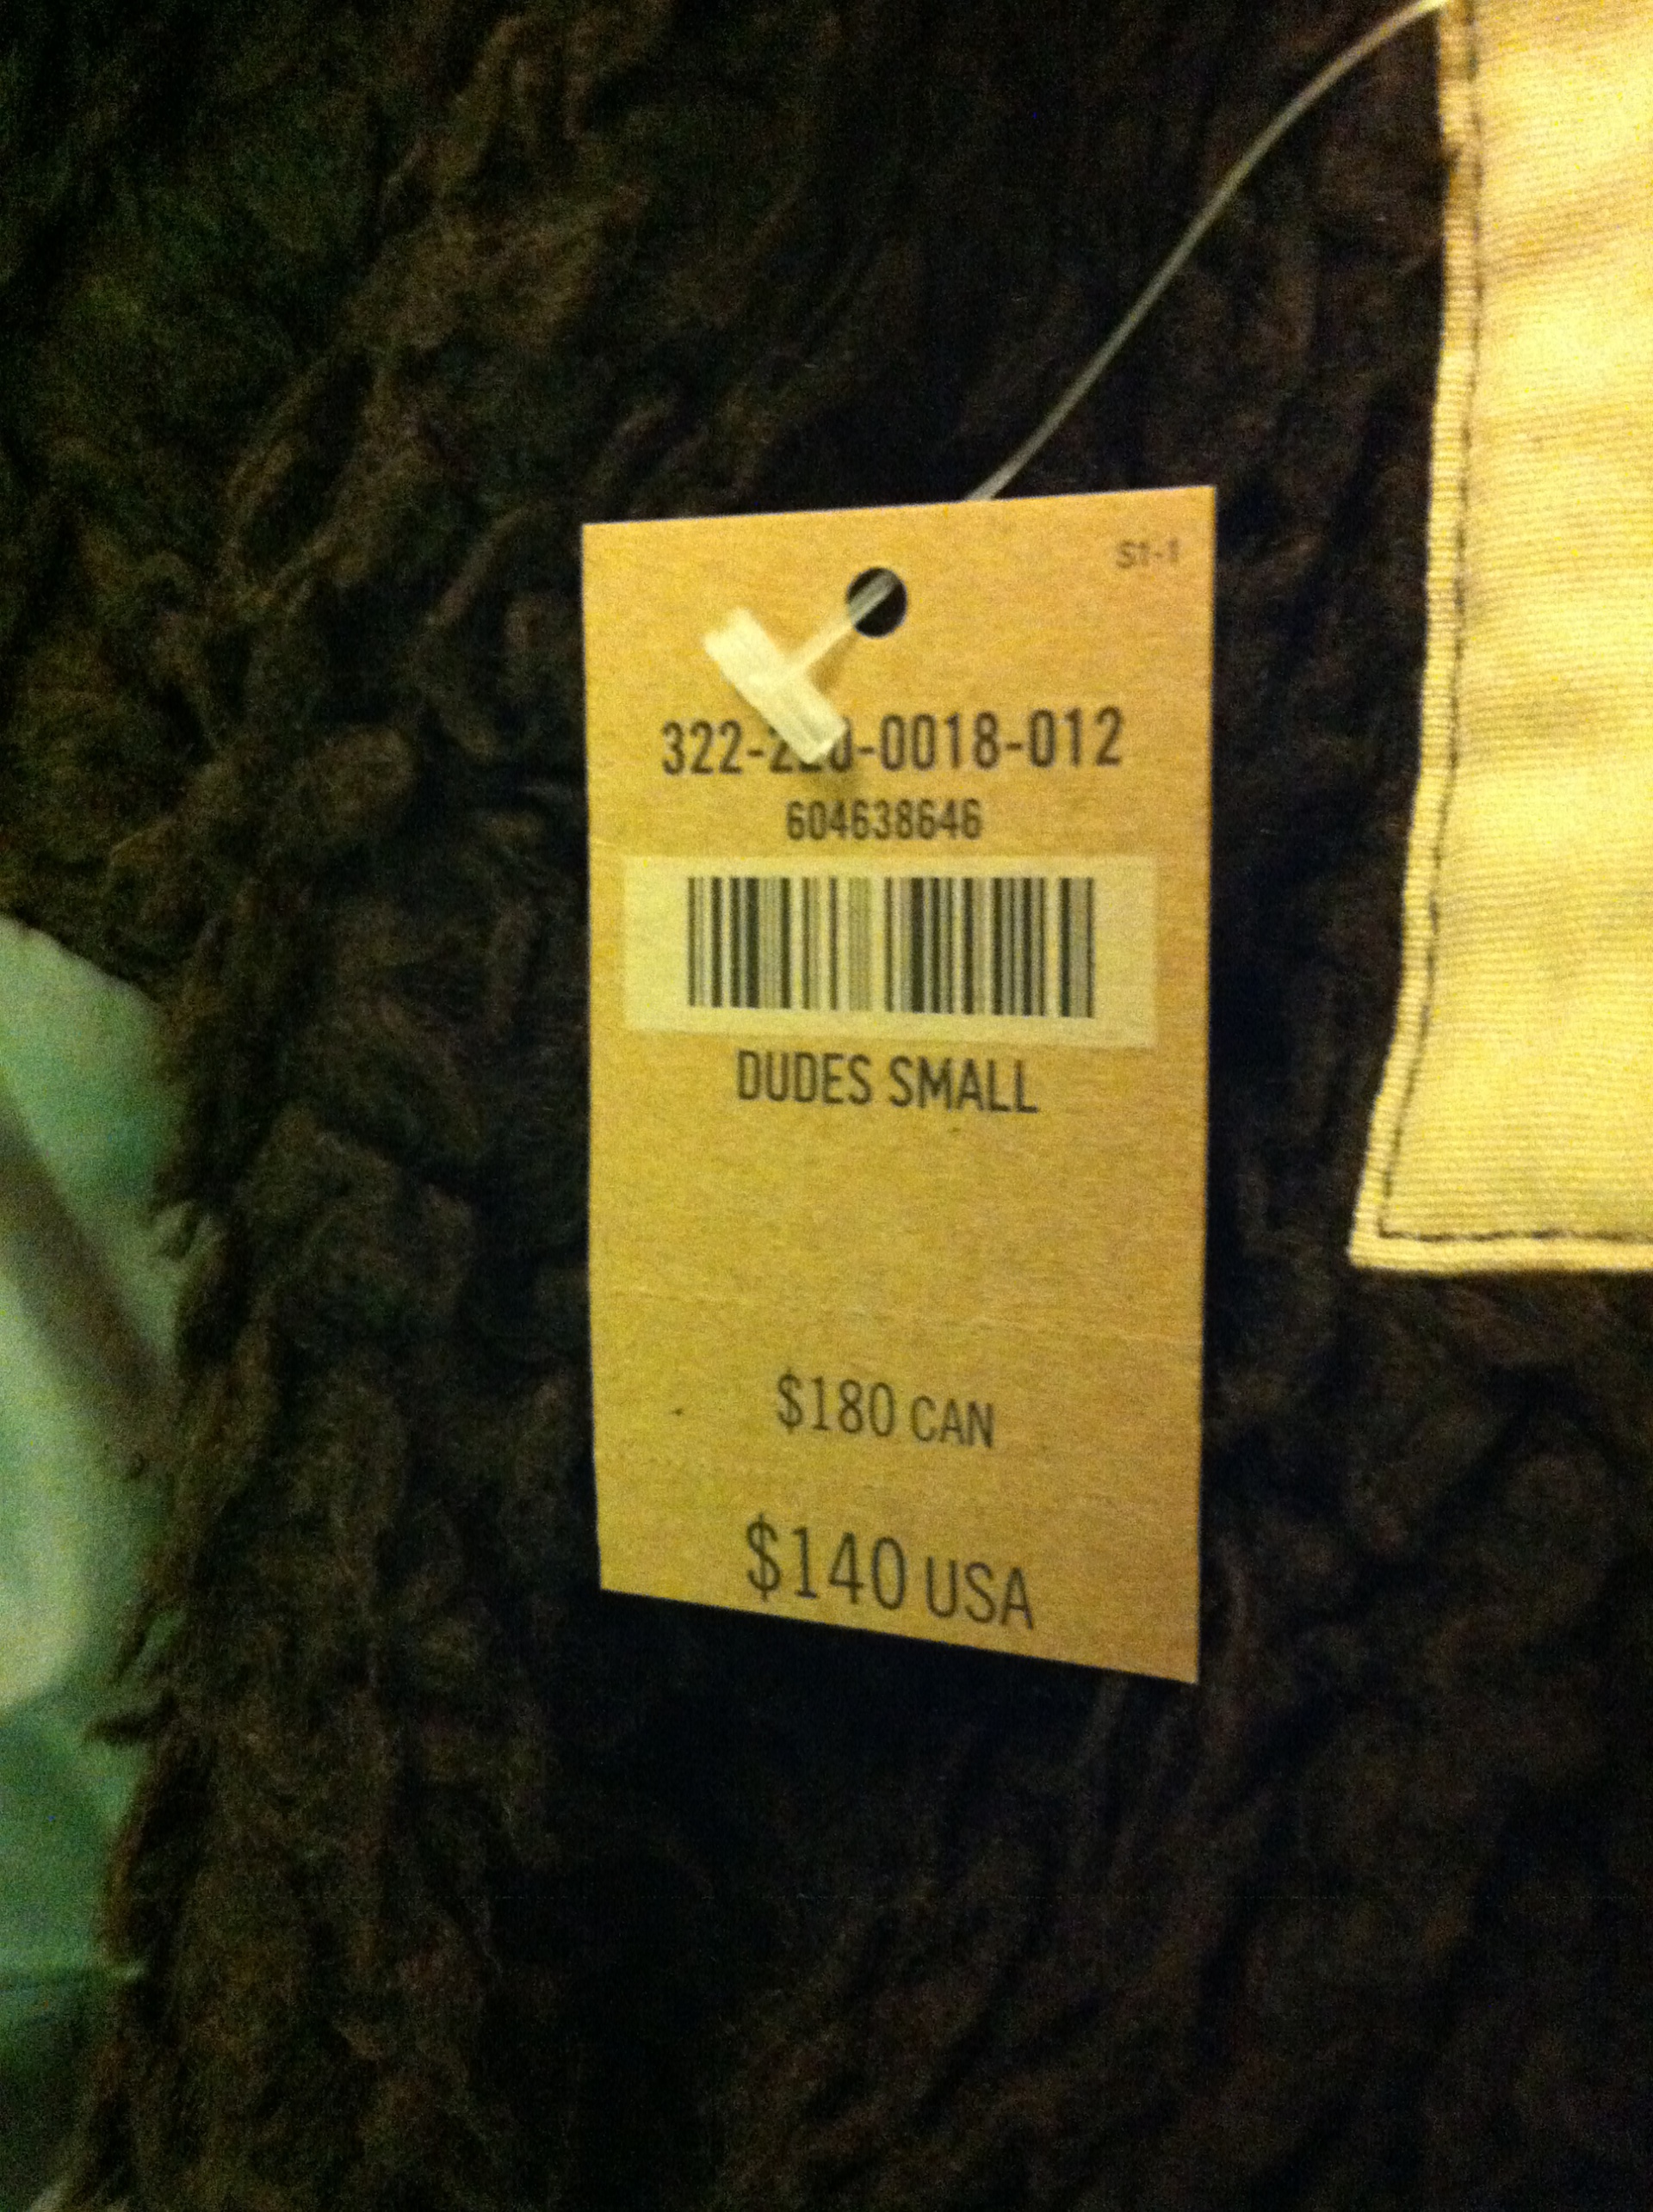 S1-1
604638646
DUDES SMALL
$180 CAN
$140 USA